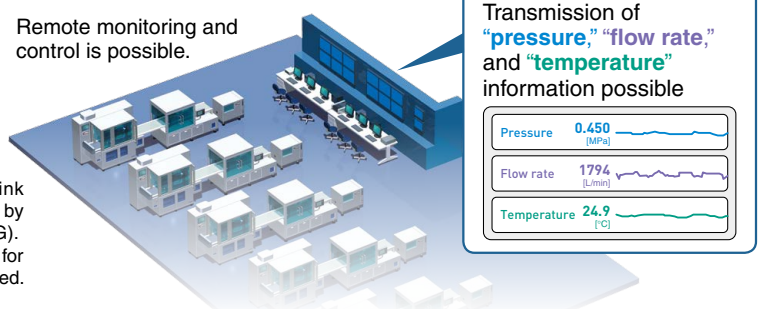 Remote monitoring and
control is possible.
ink
by
G).
for
ed.
Transmission of
“pressure,” “flow rate,”
and “temperature”
information possible
Pressure 0.450
[MPa]
Flow rate 1794
[L/min]
Temperature 24.9
[°C]